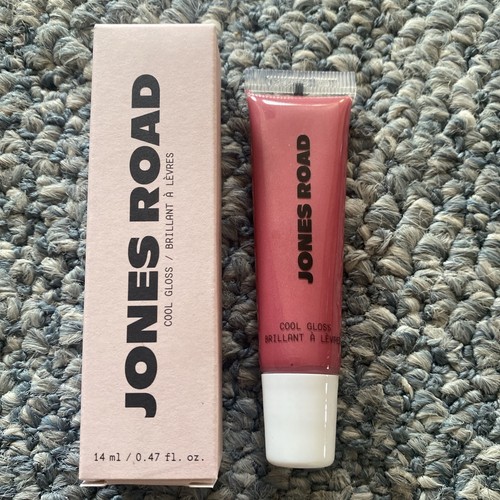 JONES ROAD
COOL GLOSS / BRILLANT À LÈVRES
14 ml / 0.47 fl. oz.
JONES ROAD
COOL GLOSS
BRILLANT À LÈVRES